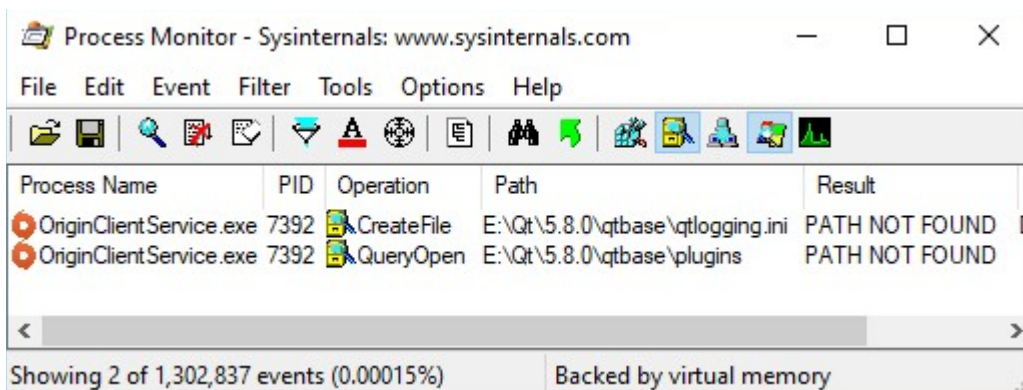 Process Monitor - Sysinternals: www.sysinternals.com
File Edit Event Filter Tools Options Help
Process Name PID Operation Path Result
OriginClientService.exe 7392 CreateFile E:\Qt\5.8.0\qtbase\qtlogging.ini PATH NOT FOUND
OriginClientService.exe 7392 QueryOpen E:\Qt\5.8.0\qtbase\plugins PATH NOT FOUND
Showing 2 of 1,302,837 events (0.00015%) Backed by virtual memory